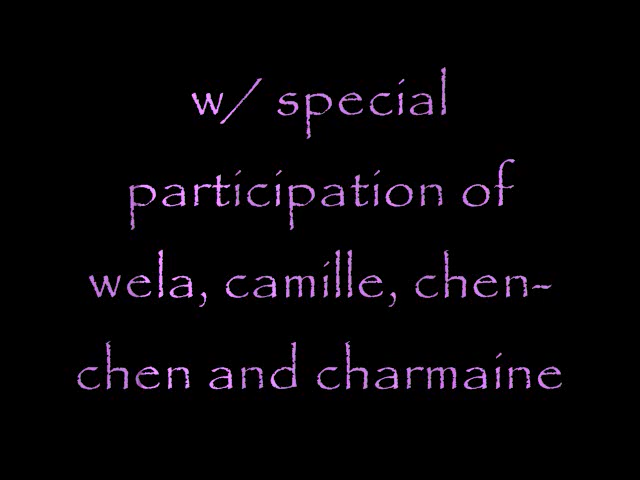 w/ special
participation of
wela, camille, chen-
chen and charmaine